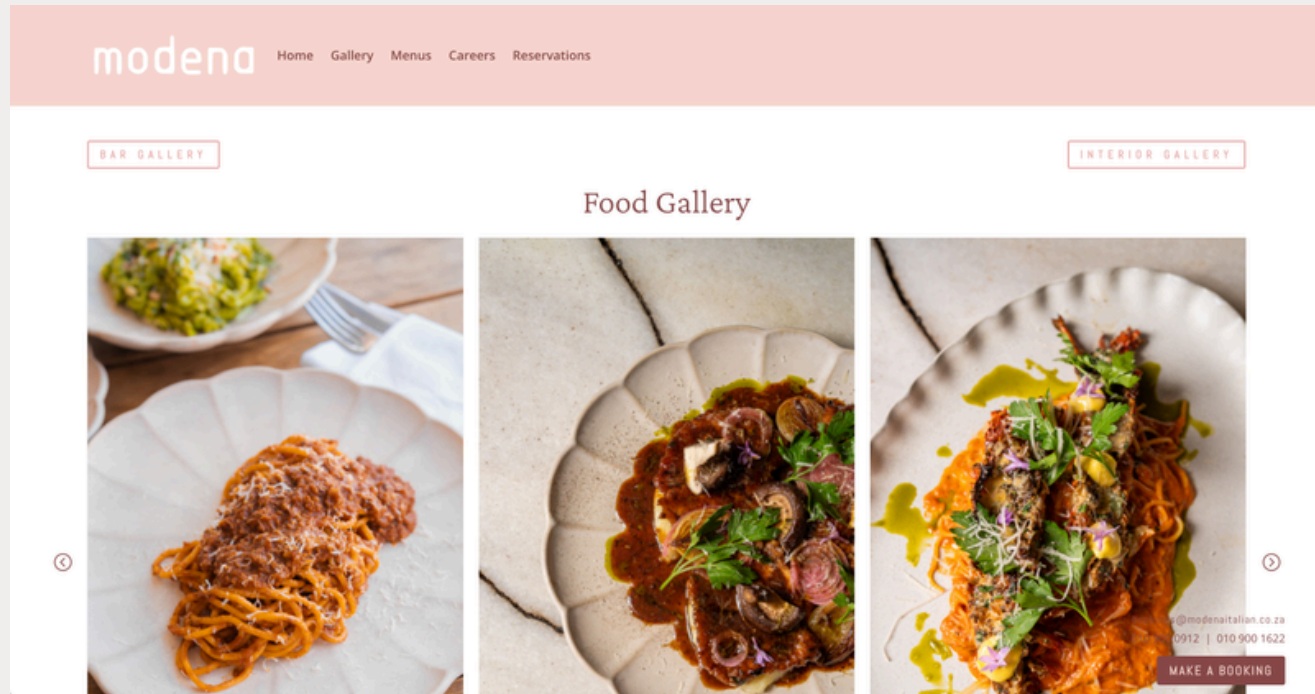 modena
Home Gallery Menus Careers Reservations
BAR GALLERY
INTERIOR GALLERY
Food Gallery
@modenaitalian.co.za
0912 | 010 900 1622
MAKE A BOOKING